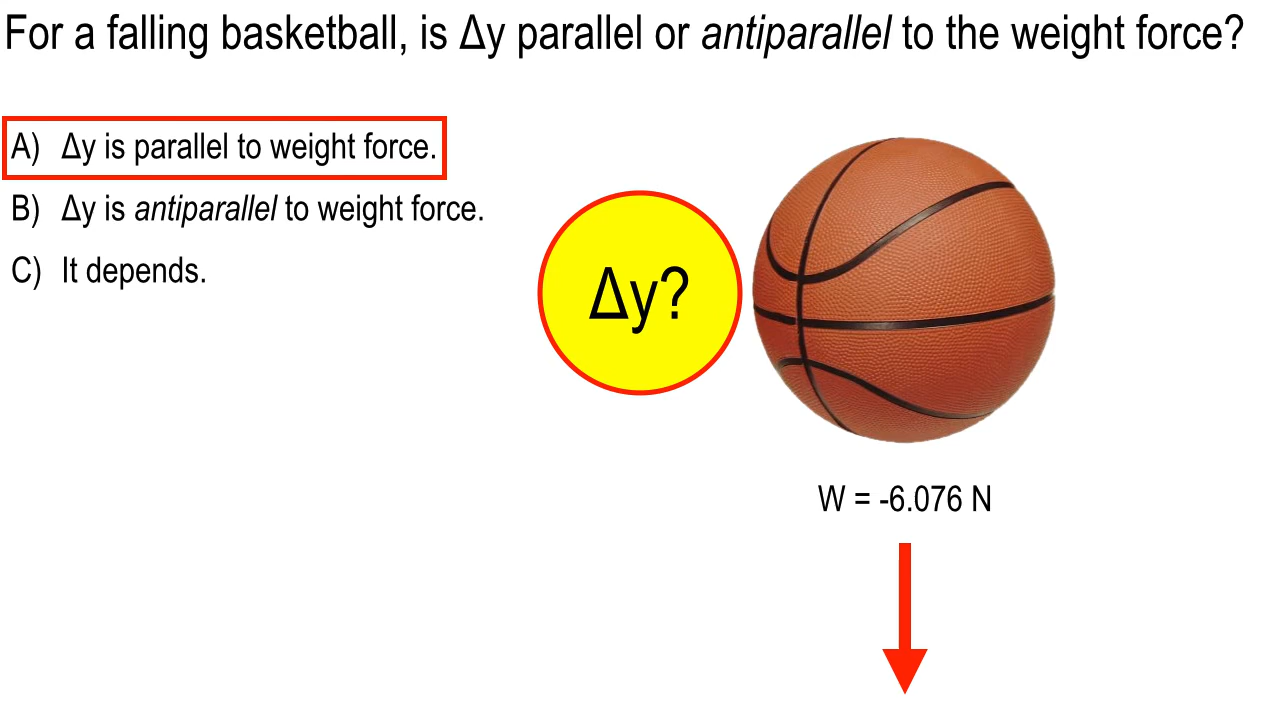 For a falling basketball, is Δy parallel or antiparallel to the weight force?
A) Δy is parallel to weight force.
B) Δy is antiparallel to weight force.
C) It depends.
Δy?
W = -6.076 N